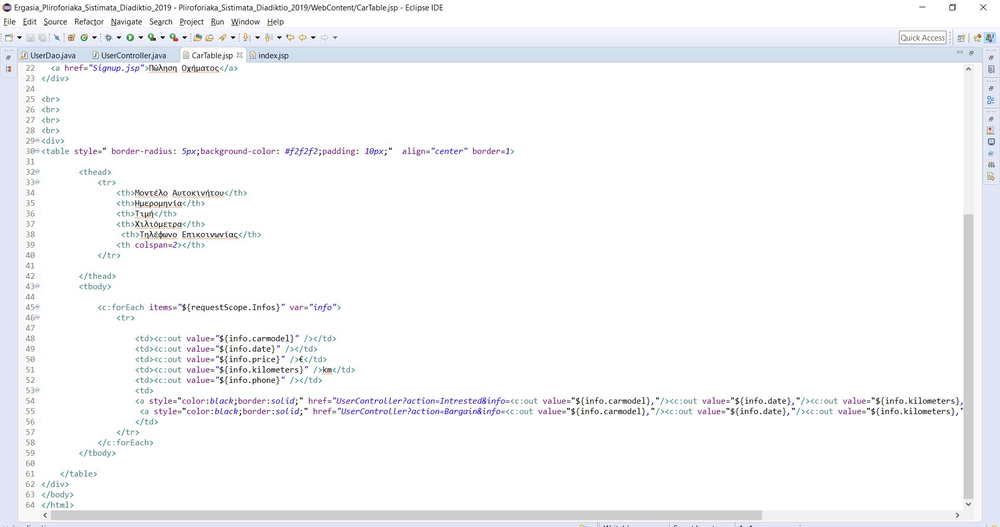 Ergasia_Pliroforiaka_Sistimata_Diadiktio_2019 - Pliroforiaka_Sistimata_Diadiktio_2019/WebContent/CarTable.jsp - Eclipse IDE
File Edit Source Refactor Navigate Search Project Run Window Help
Quick Access
UserDao.java UserController.java CarTable.jsp index.jsp
22 <a href="Signup.jsp">Πώληση Οχήματος</a>
23 </div>
24
25 <br>
26 <br>
27 <br>
28 <br>
29 <div>
30 <table style=" border-radius: 5px;background-color: #f2f2f2;padding: 10px;" align="center" border=1>
31
32 <thead>
33 <tr>
34 <th>Μοντέλο Αυτοκινήτου</th>
35 <th>Ημερομηνία</th>
36 <th>Τιμή</th>
37 <th>Χιλιόμετρα</th>
38 <th>Τηλέφωνο Επικοινωνίας</th>
39 <th colspan=2></th>
40 </tr>
41
42 </thead>
43 <tbody>
44
45 <c:forEach items="${requestScope.Infos}" var="info">
46 <tr>
47
48 <td><c:out value="${info.carmodel}" /></td>
49 <td><c:out value="${info.date}" /></td>
50 <td><c:out value="${info.price}" />€</td>
51 <td><c:out value="${info.kilometers}" />km</td>
52 <td><c:out value="${info.phone}" /></td>
53 <td>
54 <a style="color:black;border:solid;" href="UserController?action=Intrested&info=<c:out value="${info.carmodel},"/><c:out value="${info.date},"/><c:out value="${info.kilometers},
55 <a style="color:black;border:solid;" href="UserController?action=Bargain&info=<c:out value="${info.carmodel},"/><c:out value="${info.date},"/><c:out value="${info.kilometers},"
56 </td>
57 </tr>
58 </c:forEach>
59 </tbody>
60
61 </table>
62 </div>
63 </body>
64 </html>